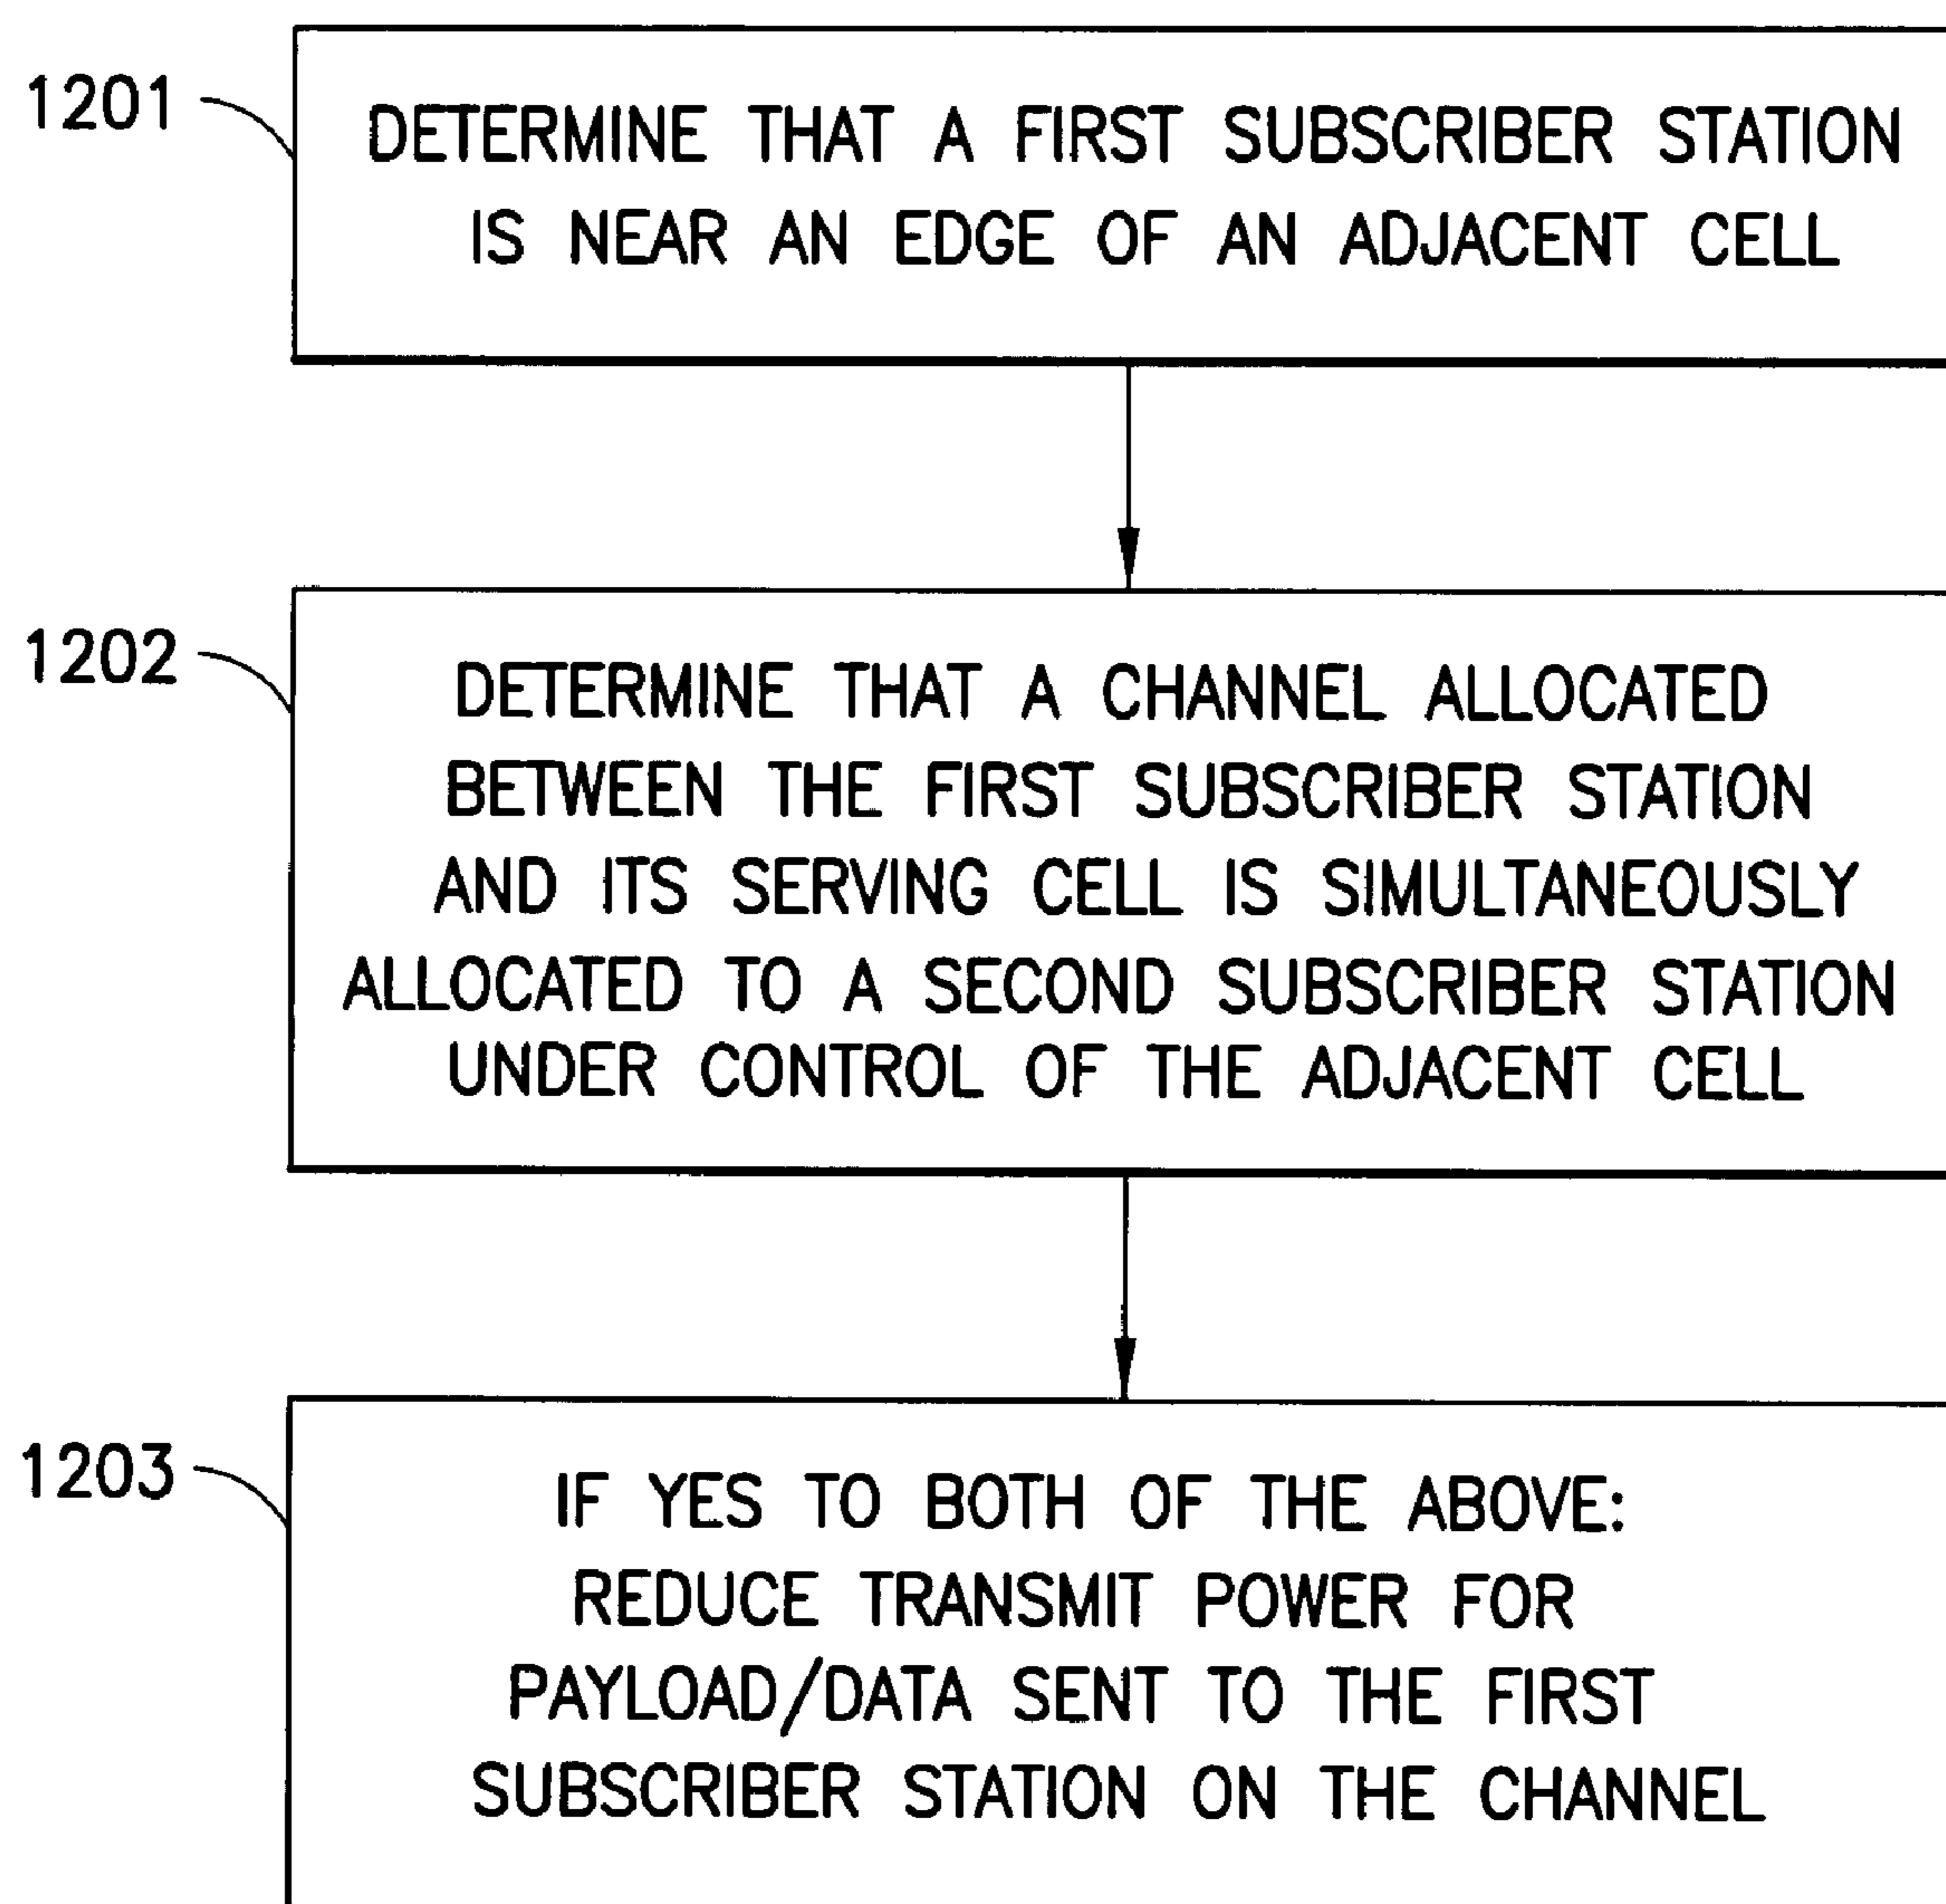 1201
DETERMINE THAT A FIRST SUBSCRIBER STATION
IS NEAR AN EDGE OF AN ADJACENT CELL
1202
DETERMINE THAT A CHANNEL ALLOCATED
BETWEEN THE FIRST SUBSCRIBER STATION
AND ITS SERVING CELL IS SIMULTANEOUSLY
ALLOCATED TO A SECOND SUBSCRIBER STATION
UNDER CONTROL OF THE ADJACENT CELL
1203
IF YES TO BOTH OF THE ABOVE:
REDUCE TRANSMIT POWER FOR
PAYLOAD/DATA SENT TO THE FIRST
SUBSCRIBER STATION ON THE CHANNEL